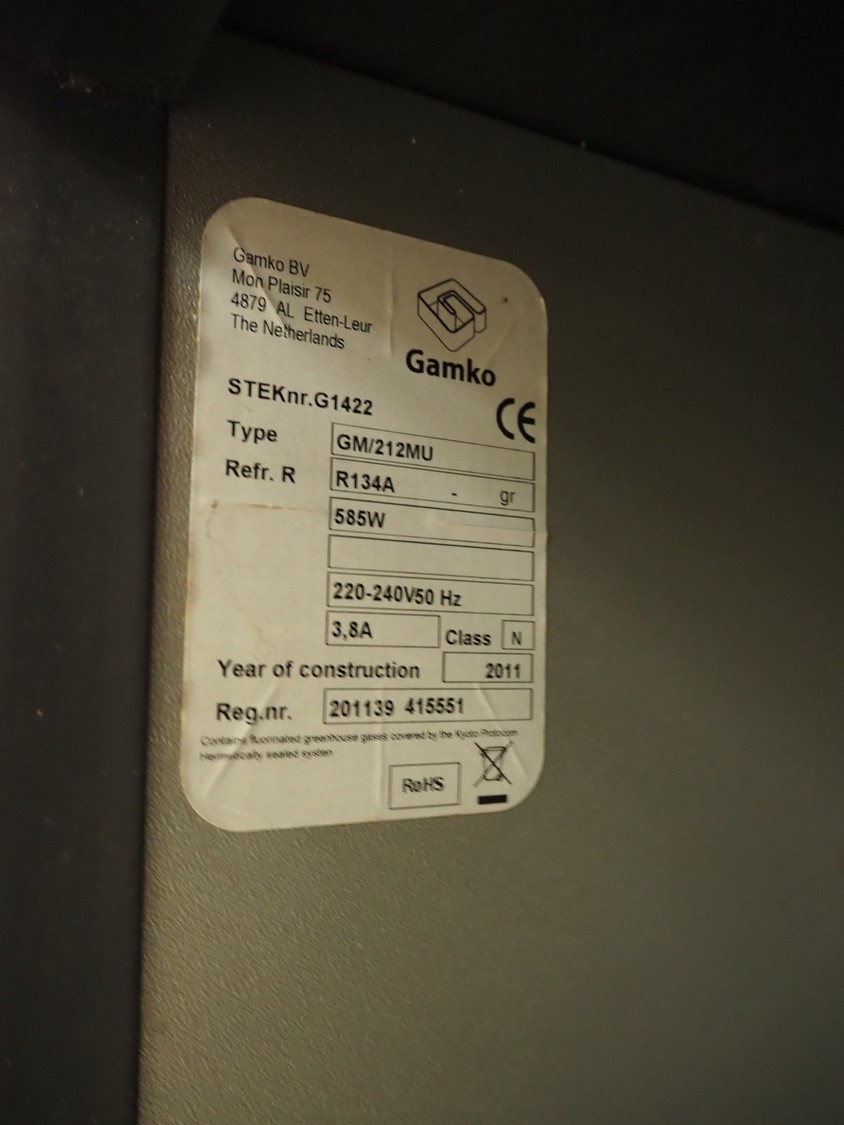 Gamko BV
Mon Plaisir 75
4879 AL Etten-Leur
The Netherlands
Gamko
STEKnr.G1422
CE
Type GM/212MU
Refr. R R134A - gr
585W
220-240V50 Hz
3,8A Class N
Year of construction 2011
Reg.nr. 201139 415551
Contains fluorinated greenhouse gases covered by the Kyoto
Hermetically sealed system
RoHS